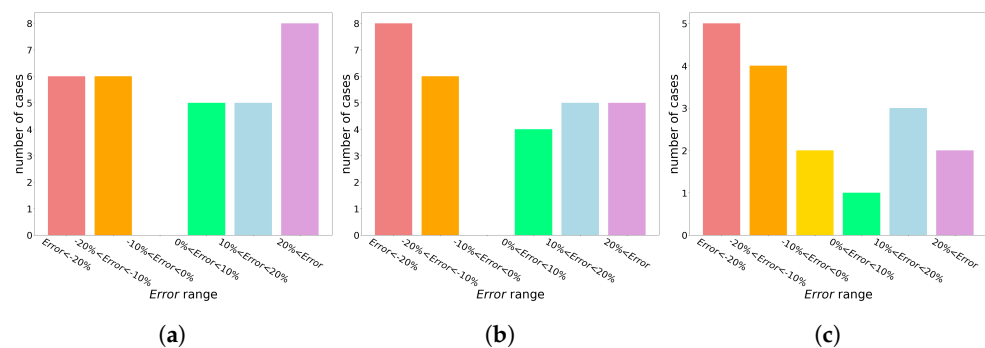 8
7
6
5
4
3
2
1
0
number of cases
Error<-20%
-20%<Error<-10%
-10%<Error<0%
0%<Error<10%
10%<Error<20%
20%<Error
Error range
(a)
8
7
6
5
4
3
2
1
0
number of cases
Error<-20%
-20%<Error<-10%
-10%<Error<0%
0%<Error<10%
10%<Error<20%
20%<Error
Error range
(b)
5
4
3
2
1
0
number of cases
Error<-20%
-20%<Error<-10%
-10%<Error<0%
0%<Error<10%
10%<Error<20%
20%<Error
Error range
(c)